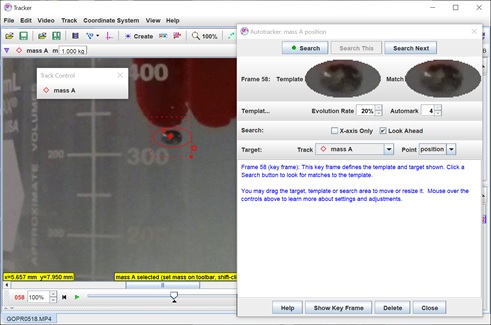 Tracker
File Edit Video Track Coordinate System View Help
Create
100%
mass A m 1.000 kg
Track Control
mass A
400
300
APPROXIMATE VOLUMES
x=5.657 mm y=7.950 mm
mass A selected (set mass on toolbar, shift-cli
058 100%
GOPR0518.MP4
Autotracker: mass A position
Search Search This Search Next
Frame 58: Template Match
Templat... Evolution Rate 20% Automark 4
Search: X-axis Only Look Ahead
Target: Track mass A Point position
Frame 58 (key frame): This key frame defines the template and target shown. Click a
Search button to look for matches to the template.
You may drag the target, template or search area to move or resize it. Mouse over the
controls above to learn more about settings and adjustments.
Help Show Key Frame Delete Close